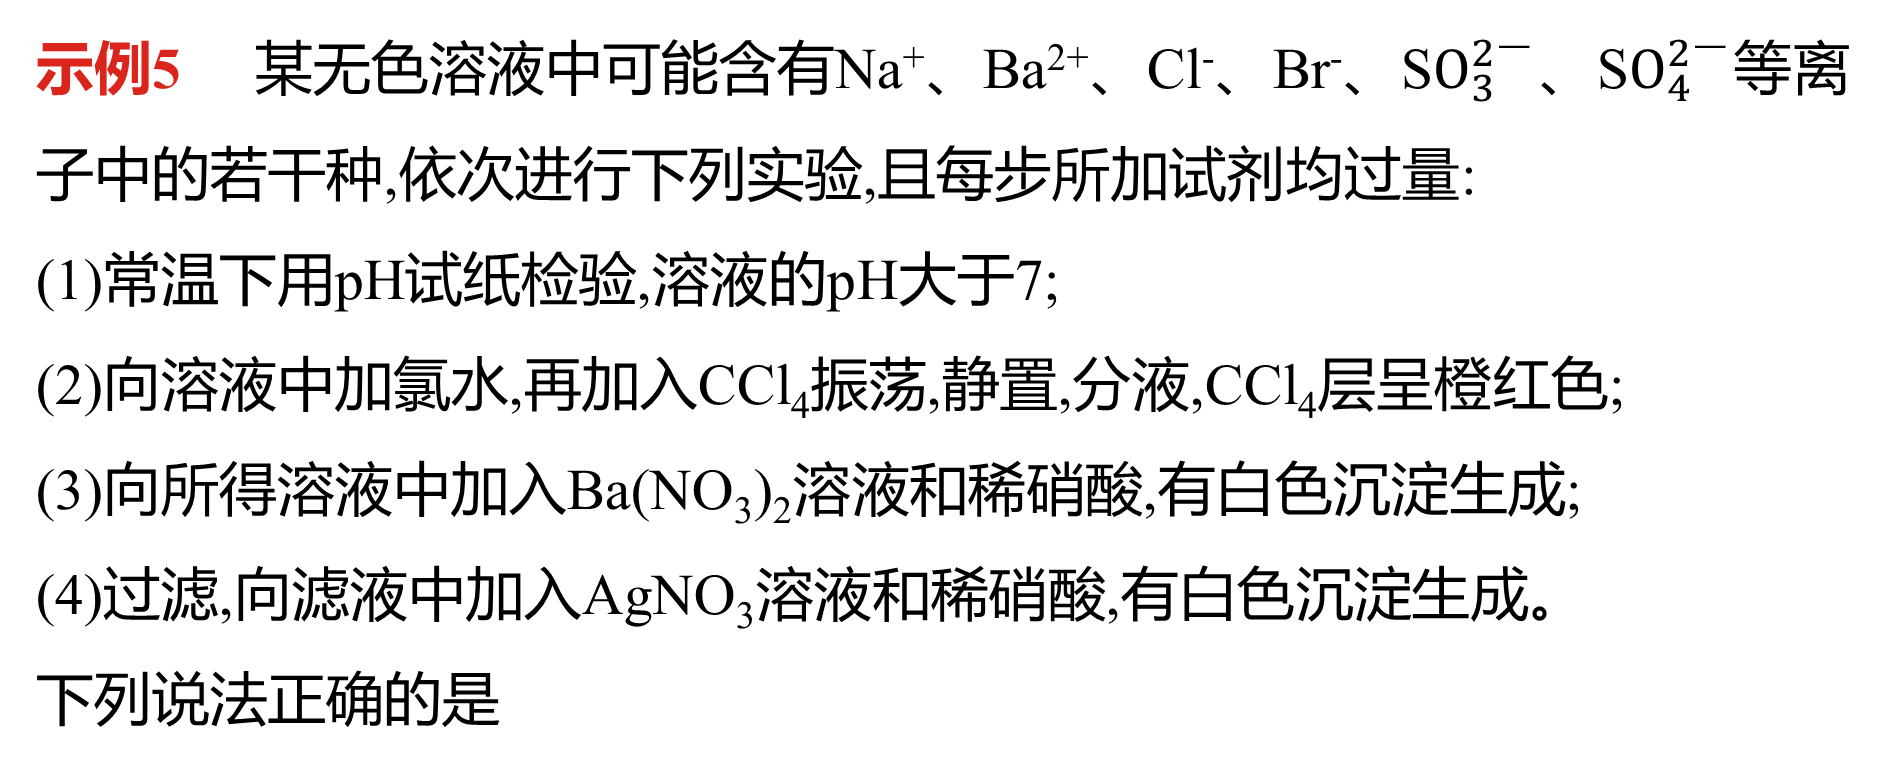 示例5 某无色溶液中可能含有Na⁺、Ba²⁺、Cl⁻、Br⁻、SO₃²⁻、SO₄²⁻等离
子中的若干种,依次进行下列实验,且每步所加试剂均过量:
(1)常温下用pH试纸检验,溶液的pH大于7;
(2)向溶液中加氯水,再加入CCl₄振荡,静置,分液,CCl₄层呈橙红色;
(3)向所得溶液中加入Ba(NO₃)₂溶液和稀硝酸,有白色沉淀生成;
(4)过滤,向滤液中加入AgNO₃溶液和稀硝酸,有白色沉淀生成。
下列说法正确的是